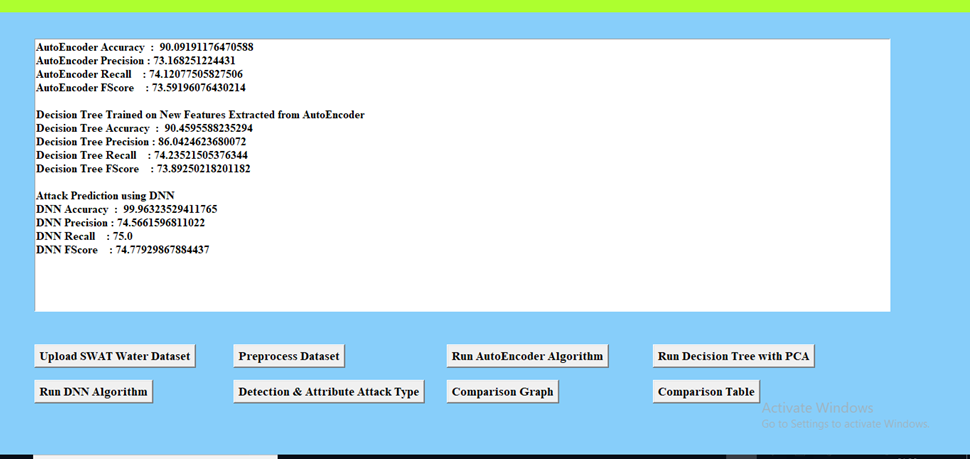 AutoEncoder Accuracy : 90.09191176470588
AutoEncoder Precision : 73.168251224431
AutoEncoder Recall : 74.12077505827506
AutoEncoder FScore : 73.59196076430214
Decision Tree Trained on New Features Extracted from AutoEncoder
Decision Tree Accuracy : 90.4595588235294
Decision Tree Precision : 86.0424623680072
Decision Tree Recall : 74.23521505376344
Decision Tree FScore : 73.89250218201182
Attack Prediction using DNN
DNN Accuracy : 99.96323529411765
DNN Precision : 74.5661596811022
DNN Recall : 75.0
DNN FScore : 74.77929867884437
Upload SWAT Water Dataset
Preprocess Dataset
Run AutoEncoder Algorithm
Run Decision Tree with PCA
Run DNN Algorithm
Detection & Attribute Attack Type
Comparison Graph
Comparison Table
Activate Windows
Go to Settings to activate Windows.